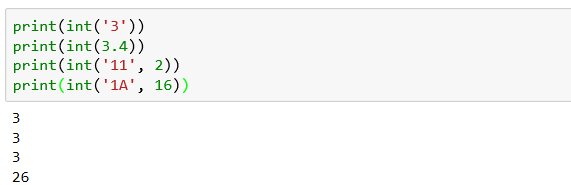 print(int('3'))
print(int(3.4))
print(int('11', 2))
print(int('1A', 16))
3
3
3
26